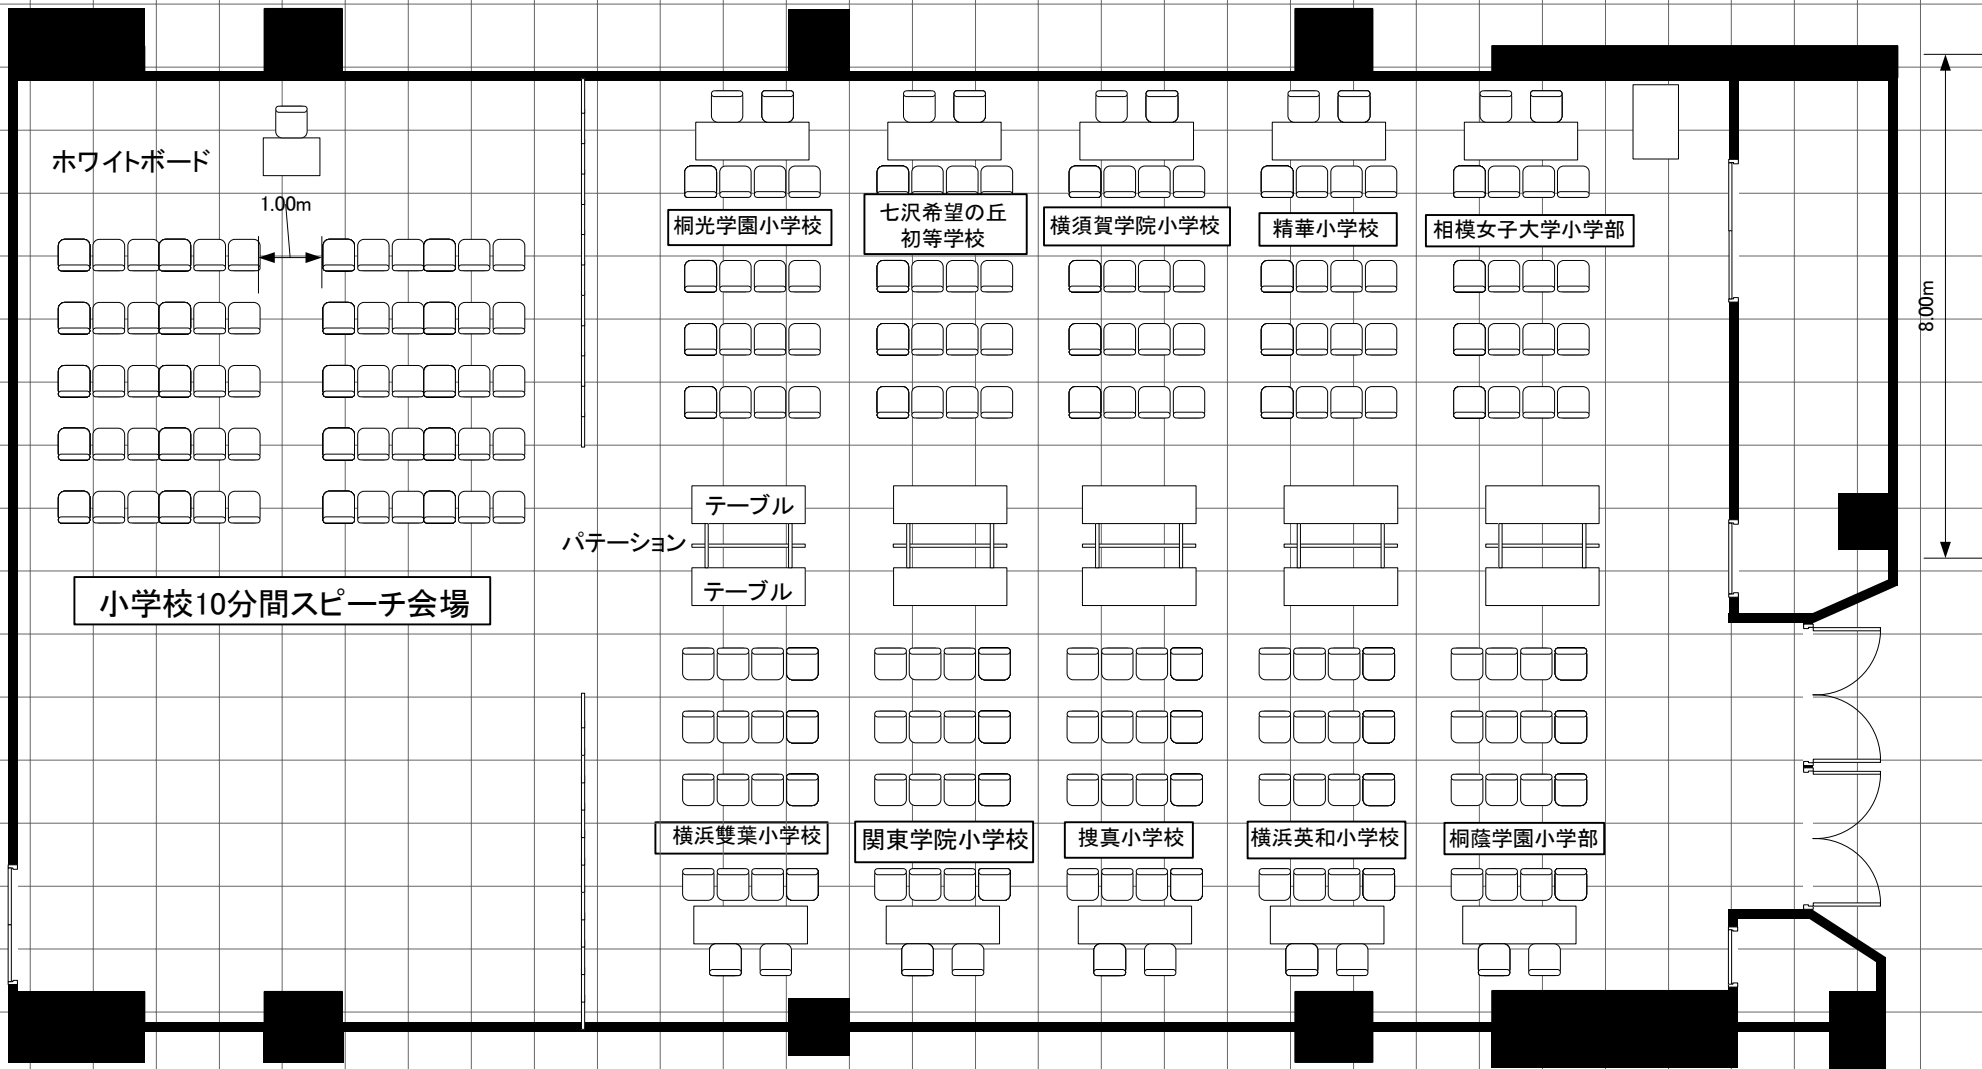 ホワイトボード
1.00m
桐光学園小学校
七沢希望の丘
初等学校
横須賀学院小学校
精華小学校
相模女子大学小学部
8.00m
テーブル
パテーション
テーブル
小学校10分間スピーチ会場
横浜雙葉小学校
関東学院小学校
捜真小学校
横浜英和小学校
桐蔭学園小学部